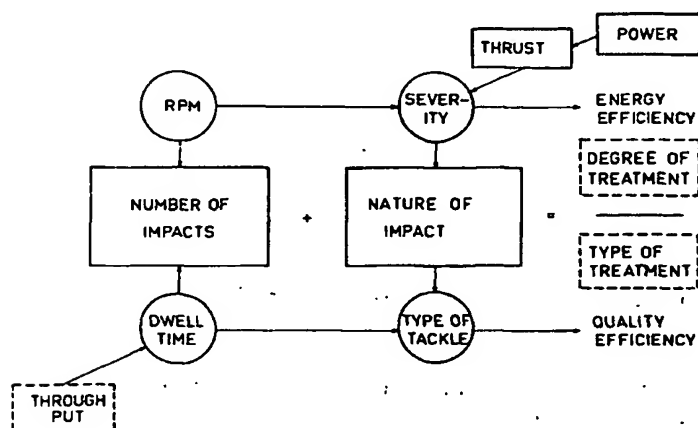 POWER
THRUST
RPM
SEVER-
ITY
ENERGY
EFFICIENCY
DEGREE OF
TREATMENT
NUMBER OF
IMPACTS
+
NATURE OF
IMPACT
=
TYPE OF
TREATMENT
DWELL
TIME
TYPE OF
TACKLE
QUALITY
EFFICIENCY
THROUGH
PUT